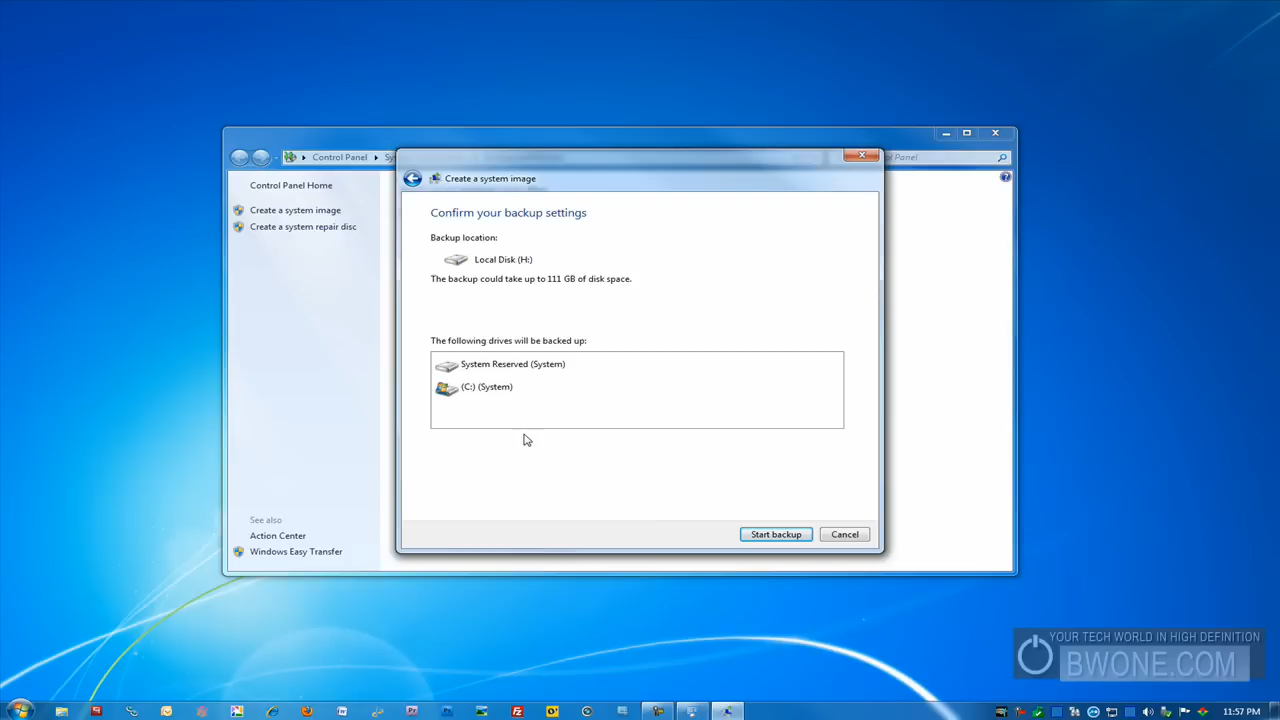 Control Panel
Control Panel Home
Create a system image
Create a system repair disc
See also
Action Center
Windows Easy Transfer
Create a system image
Confirm your backup settings
Backup location:
Local Disk (H:)
The backup could take up to 111 GB of disk space.
The following drives will be backed up:
System Reserved (System)
(C:) (System)
Start backup
Cancel
YOUR TECH WORLD IN HIGH DEFINITION
BWONE.COM
11:57 PM